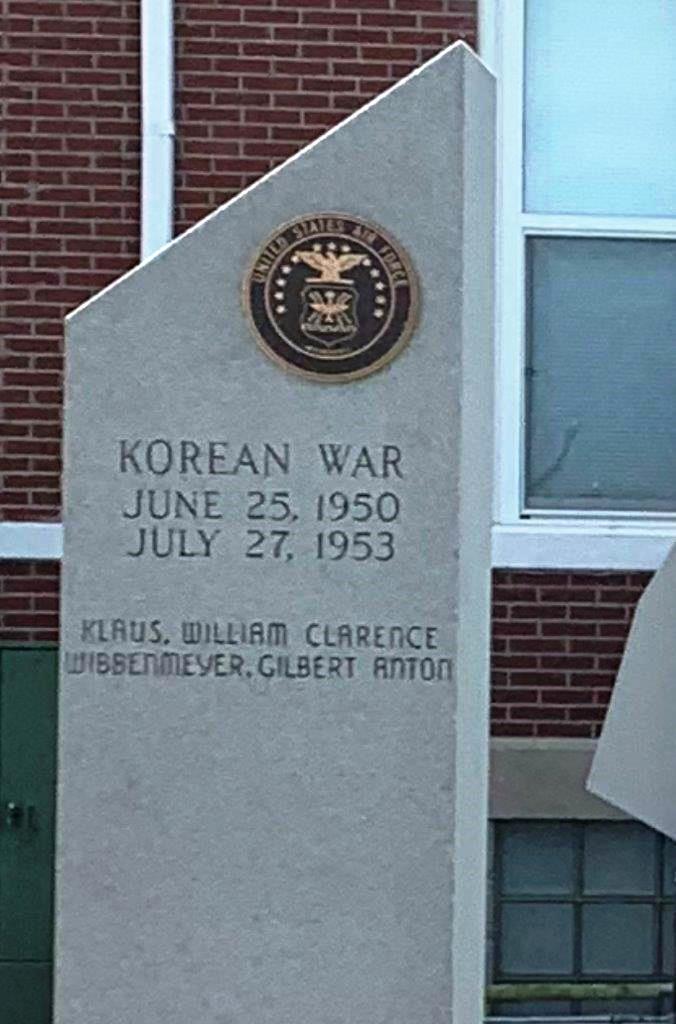 UNITED STATES AIR FORCE
KOREAN WAR
JUNE 25, 1950
JULY 27, 1953
KLAUS, WILLIAM CLARENCE
WIBBENMEYER, GILBERT ANTON